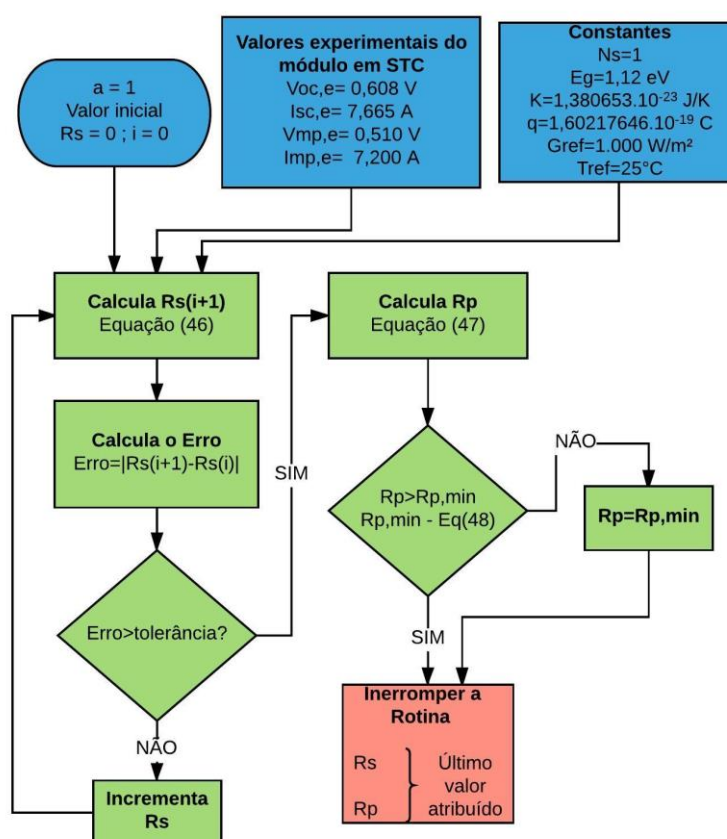 a = 1
Valor inicial
Rs = 0 ; i = 0
Valores experimentais do
módulo em STC
Voc,e= 0,608 V
Isc,e= 7,665 A
Vmp,e= 0,510 V
Imp,e= 7,200 A
Constantes
Ns=1
Eg=1,12 eV
K=1,380653.10⁻²³ J/K
q=1,60217646.10⁻¹⁹ C
Gref=1.000 W/m²
Tref=25°C
Calcula Rs(i+1)
Equação (46)
Calcula o Erro
Erro=|Rs(i+1)-Rs(i)|
Erro>tolerância?
NÃO
Incrementa
Rs
SIM
Calcula Rp
Equação (47)
Rp>Rp,min
Rp,min - Eq(48)
NÃO
Rp=Rp,min
SIM
Inerromper a
Rotina
Rs
Rp
Último
valor
atribuído